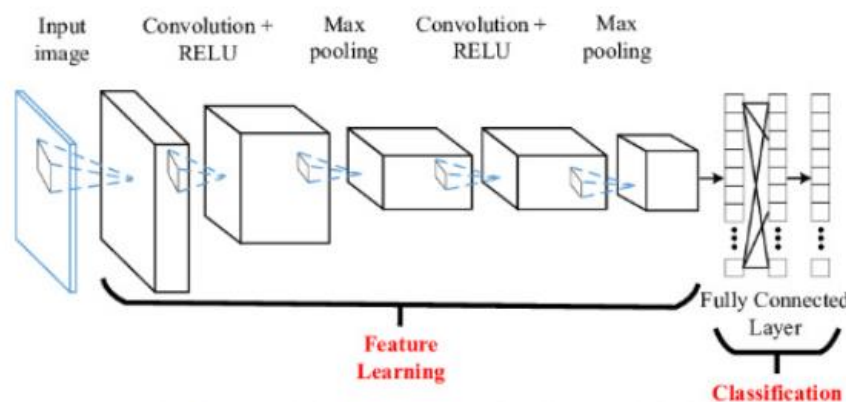 Input
image
Convolution +
RELU
Max
pooling
Convolution +
RELU
Max
pooling
Fully Connected
Layer
Feature
Learning
Classification